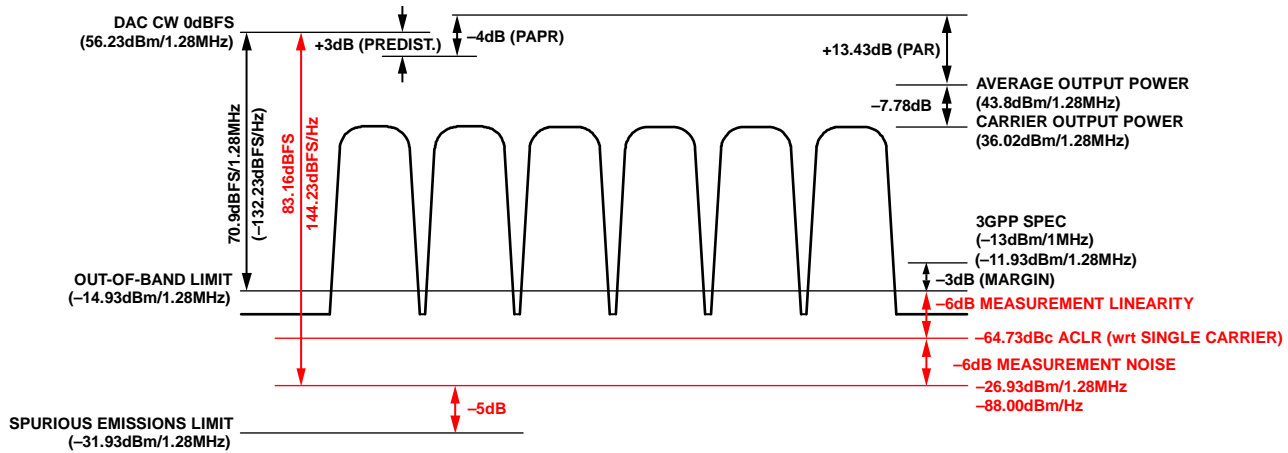 DAC CW 0dBFS
(56.23dBm/1.28MHz)
+3dB (PREDIST.)
–4dB (PAPR)
+13.43dB (PAR)
AVERAGE OUTPUT POWER
(43.8dBm/1.28MHz)
–7.78dB
CARRIER OUTPUT POWER
(36.02dBm/1.28MHz)
70.9dBFS/1.28MHz
(–132.23dBFS/Hz)
83.16dBFS
144.23dBFS/Hz
3GPP SPEC
(–13dBm/1MHz)
(–11.93dBm/1.28MHz)
–3dB (MARGIN)
OUT-OF-BAND LIMIT
(–14.93dBm/1.28MHz)
–6dB MEASUREMENT LINEARITY
–64.73dBc ACLR (wrt SINGLE CARRIER)
–6dB MEASUREMENT NOISE
–26.93dBm/1.28MHz
–88.00dBm/Hz
–5dB
SPURIOUS EMISSIONS LIMIT
(–31.93dBm/1.28MHz)